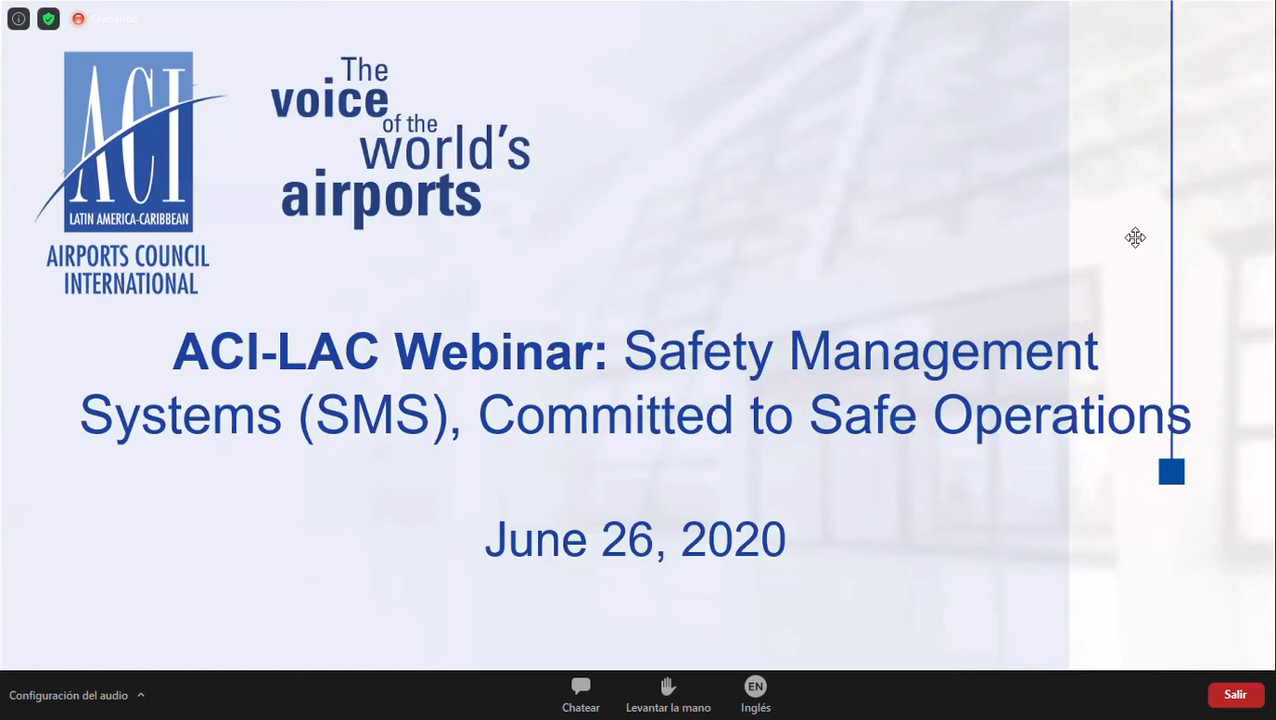 Grabando
ACI
LATIN AMERICA-CARIBBEAN
AIRPORTS COUNCIL
INTERNATIONAL
The
voice
of the
world's
airports
ACI-LAC Webinar: Safety Management
Systems (SMS), Committed to Safe Operations
June 26, 2020
Configuración del audio
Chatear
Levantar la mano
EN
Inglés
Salir